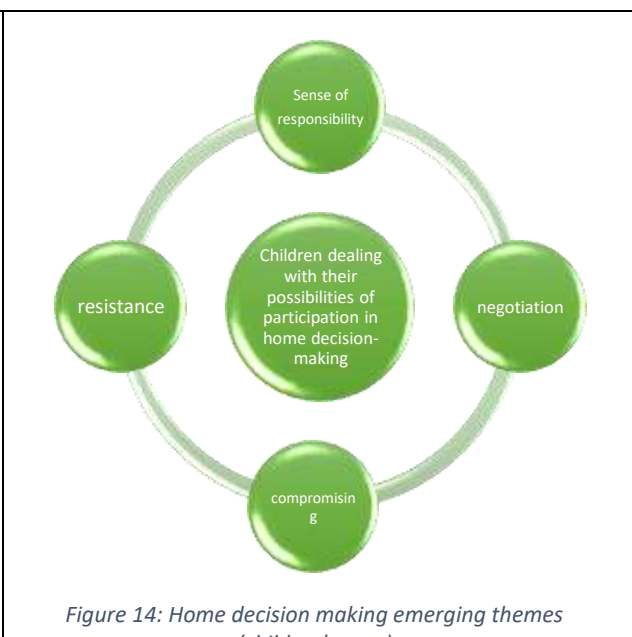 Sense of
responsibility
Children dealing
with their
possibilities of
participation in
home decision-
making
resistance
negotiation
compromisin
g
Figure 14: Home decision making emerging themes